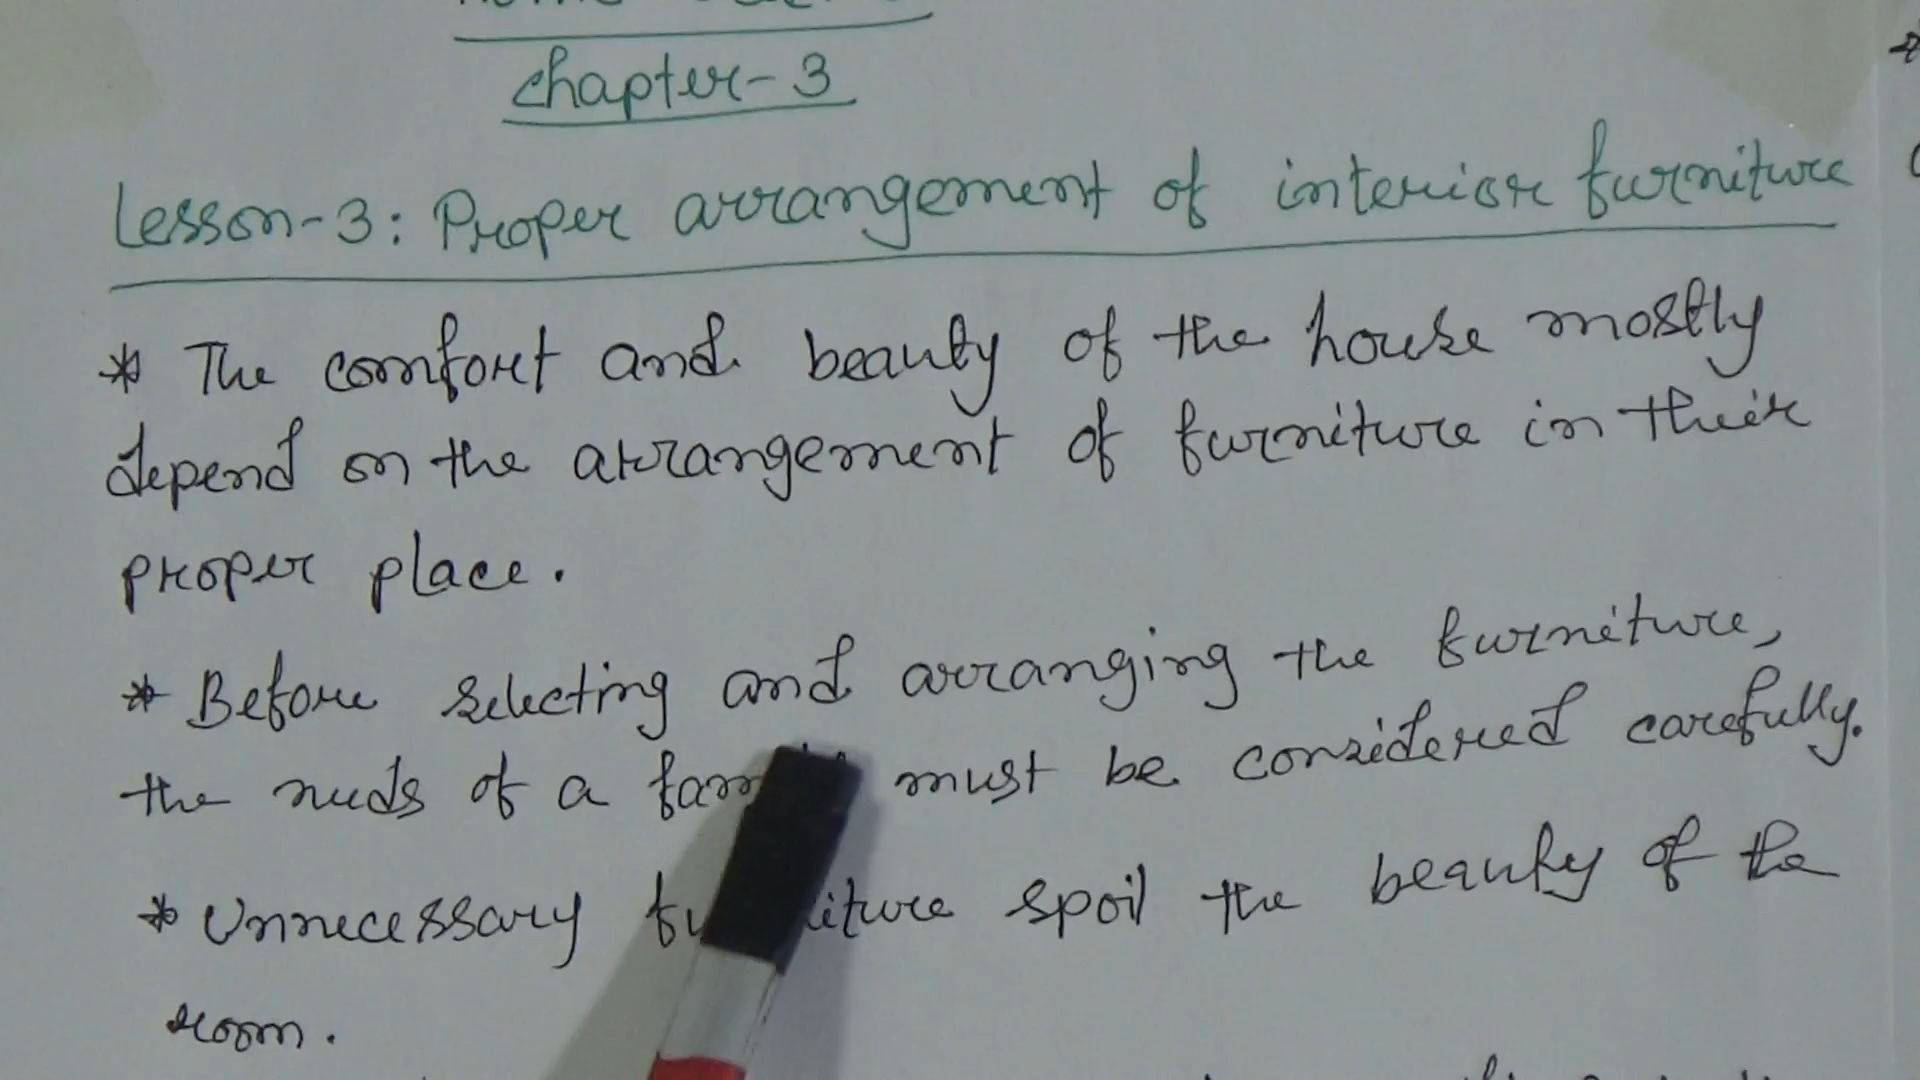 Chapter-3
Lesson-3: Proper arrangement of interior furniture
* The comfort and beauty of the house mostly
depend on the arrangement of furniture in their
proper place.
* Before selecting and arranging the furniture,
the needs of a must be considered carefully.
* Unnecessary spoil the beauty of the
room.